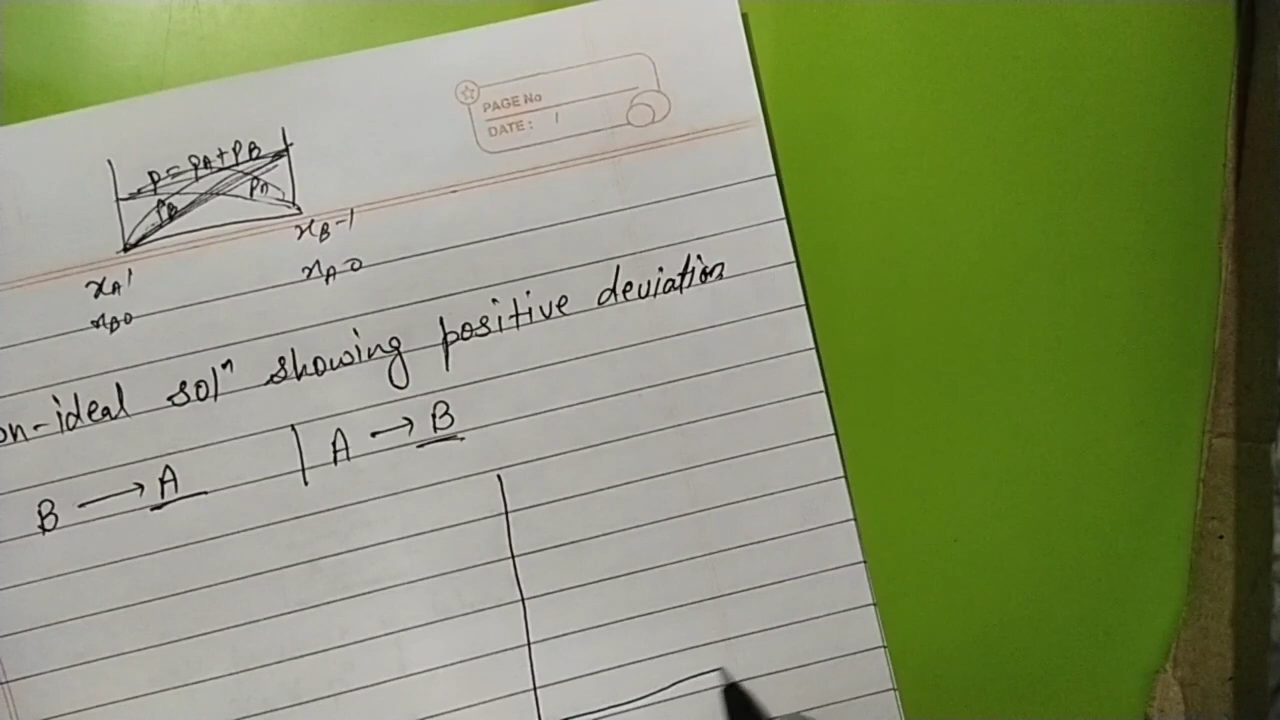 PAGE No
DATE: /
P = PA + PB
PB PA
xA 1
xB 0
xB-1
xA 0
on-ideal solⁿ showing positive deviation
B → A | A → B